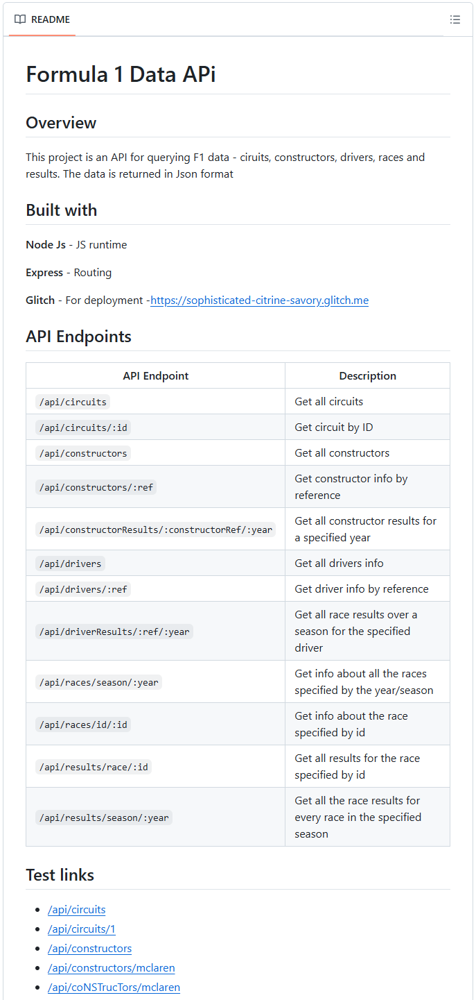 README
Formula 1 Data APi
Overview
This project is an API for querying F1 data - ciruits, constructors, drivers, races and
results. The data is returned in Json format
Built with
Node Js - JS runtime
Express - Routing
Glitch - For deployment -https://sophisticated-citrine-savory.glitch.me
API Endpoints
API Endpoint Description
/api/circuits Get all circuits
/api/circuits/:id Get circuit by ID
/api/constructors Get all constructors
/api/constructors/:ref Get constructor info by
reference
/api/constructorResults/:constructorRef/:year Get all constructor results for
a specified year
/api/drivers Get all drivers info
/api/drivers/:ref Get driver info by reference
/api/driverResults/:ref/:year Get all race results over a
season for the specified
driver
/api/races/season/:year Get info about all the races
specified by the year/season
/api/races/id/:id Get info about the race
specified by id
/api/results/race/:id Get all results for the race
specified by id
/api/results/season/:year Get all the race results for
every race in the specified
season
Test links
/api/circuits
/api/circuits/1
/api/constructors
/api/constructors/mclaren
/api/coNSTrucTors/mclaren